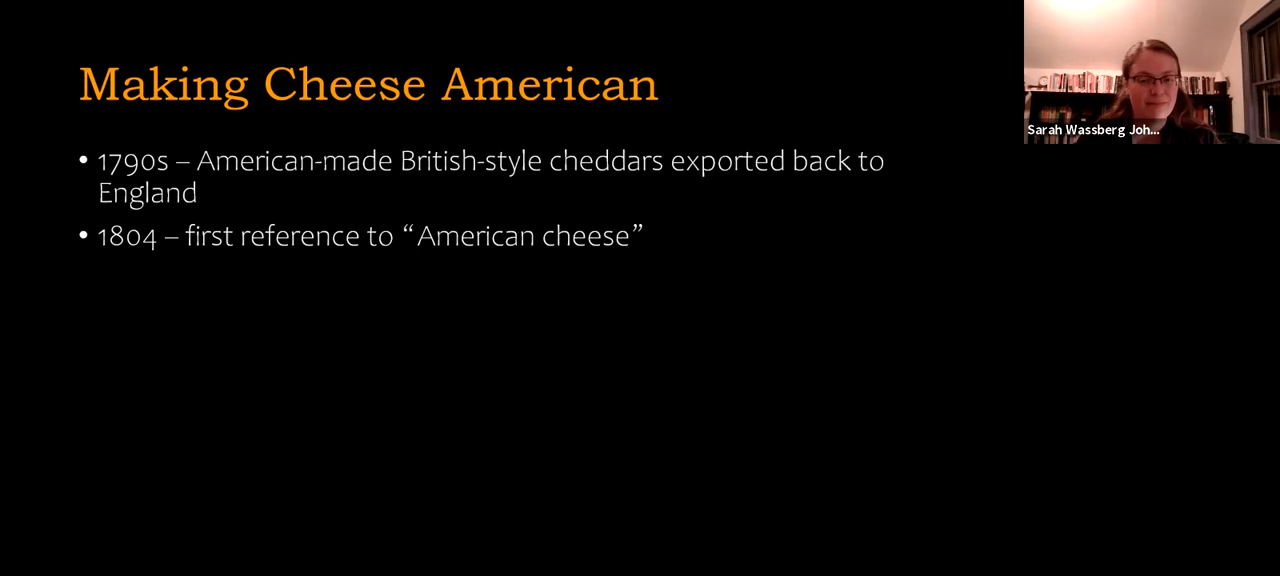 Making Cheese American
• 1790s – American-made British-style cheddars exported back to
England
• 1804 – first reference to “American cheese”
Sarah Wassberg Joh...